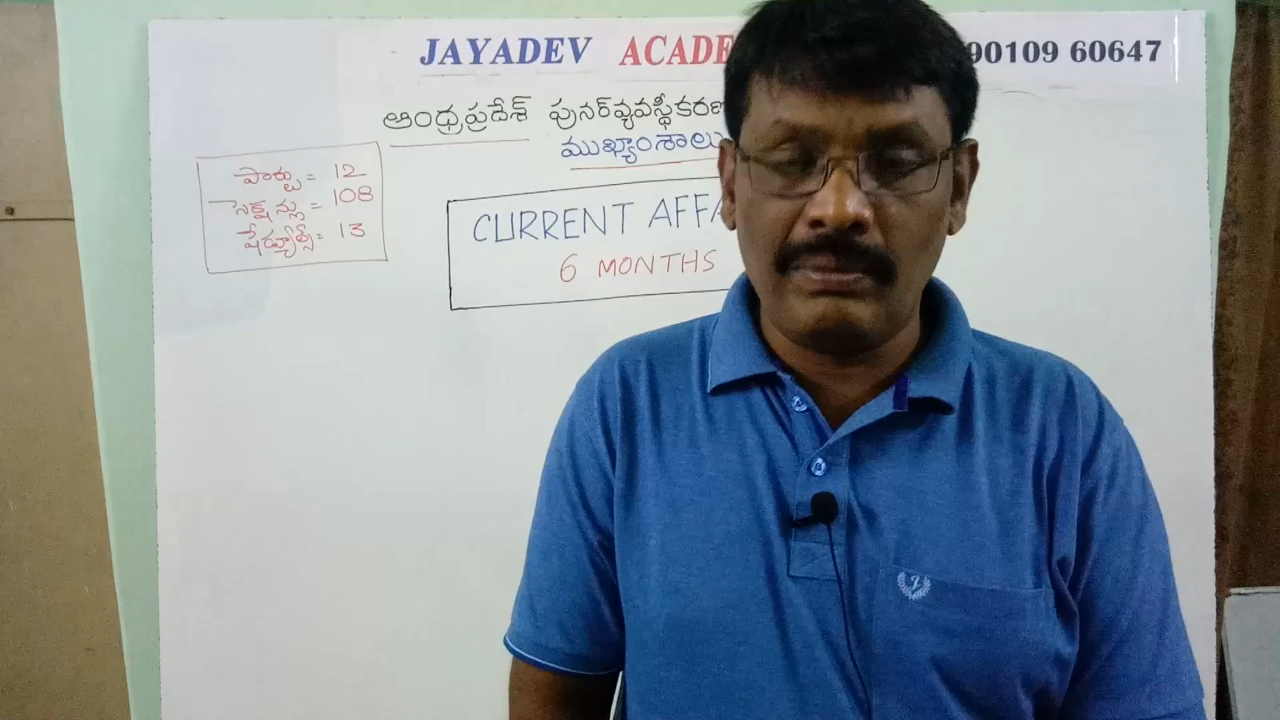 JAYADEV ACADE 90109 60647
ఆంధ్రప్రదేశ్ పునర్‌వ్యవస్థీకరణ
ముఖ్యాంశాలు
పార్ట్లు = 12
సెక్షన్లు = 108
షేడ్యూల్స్ = 13
CURRENT AFFA
6 MONTHS